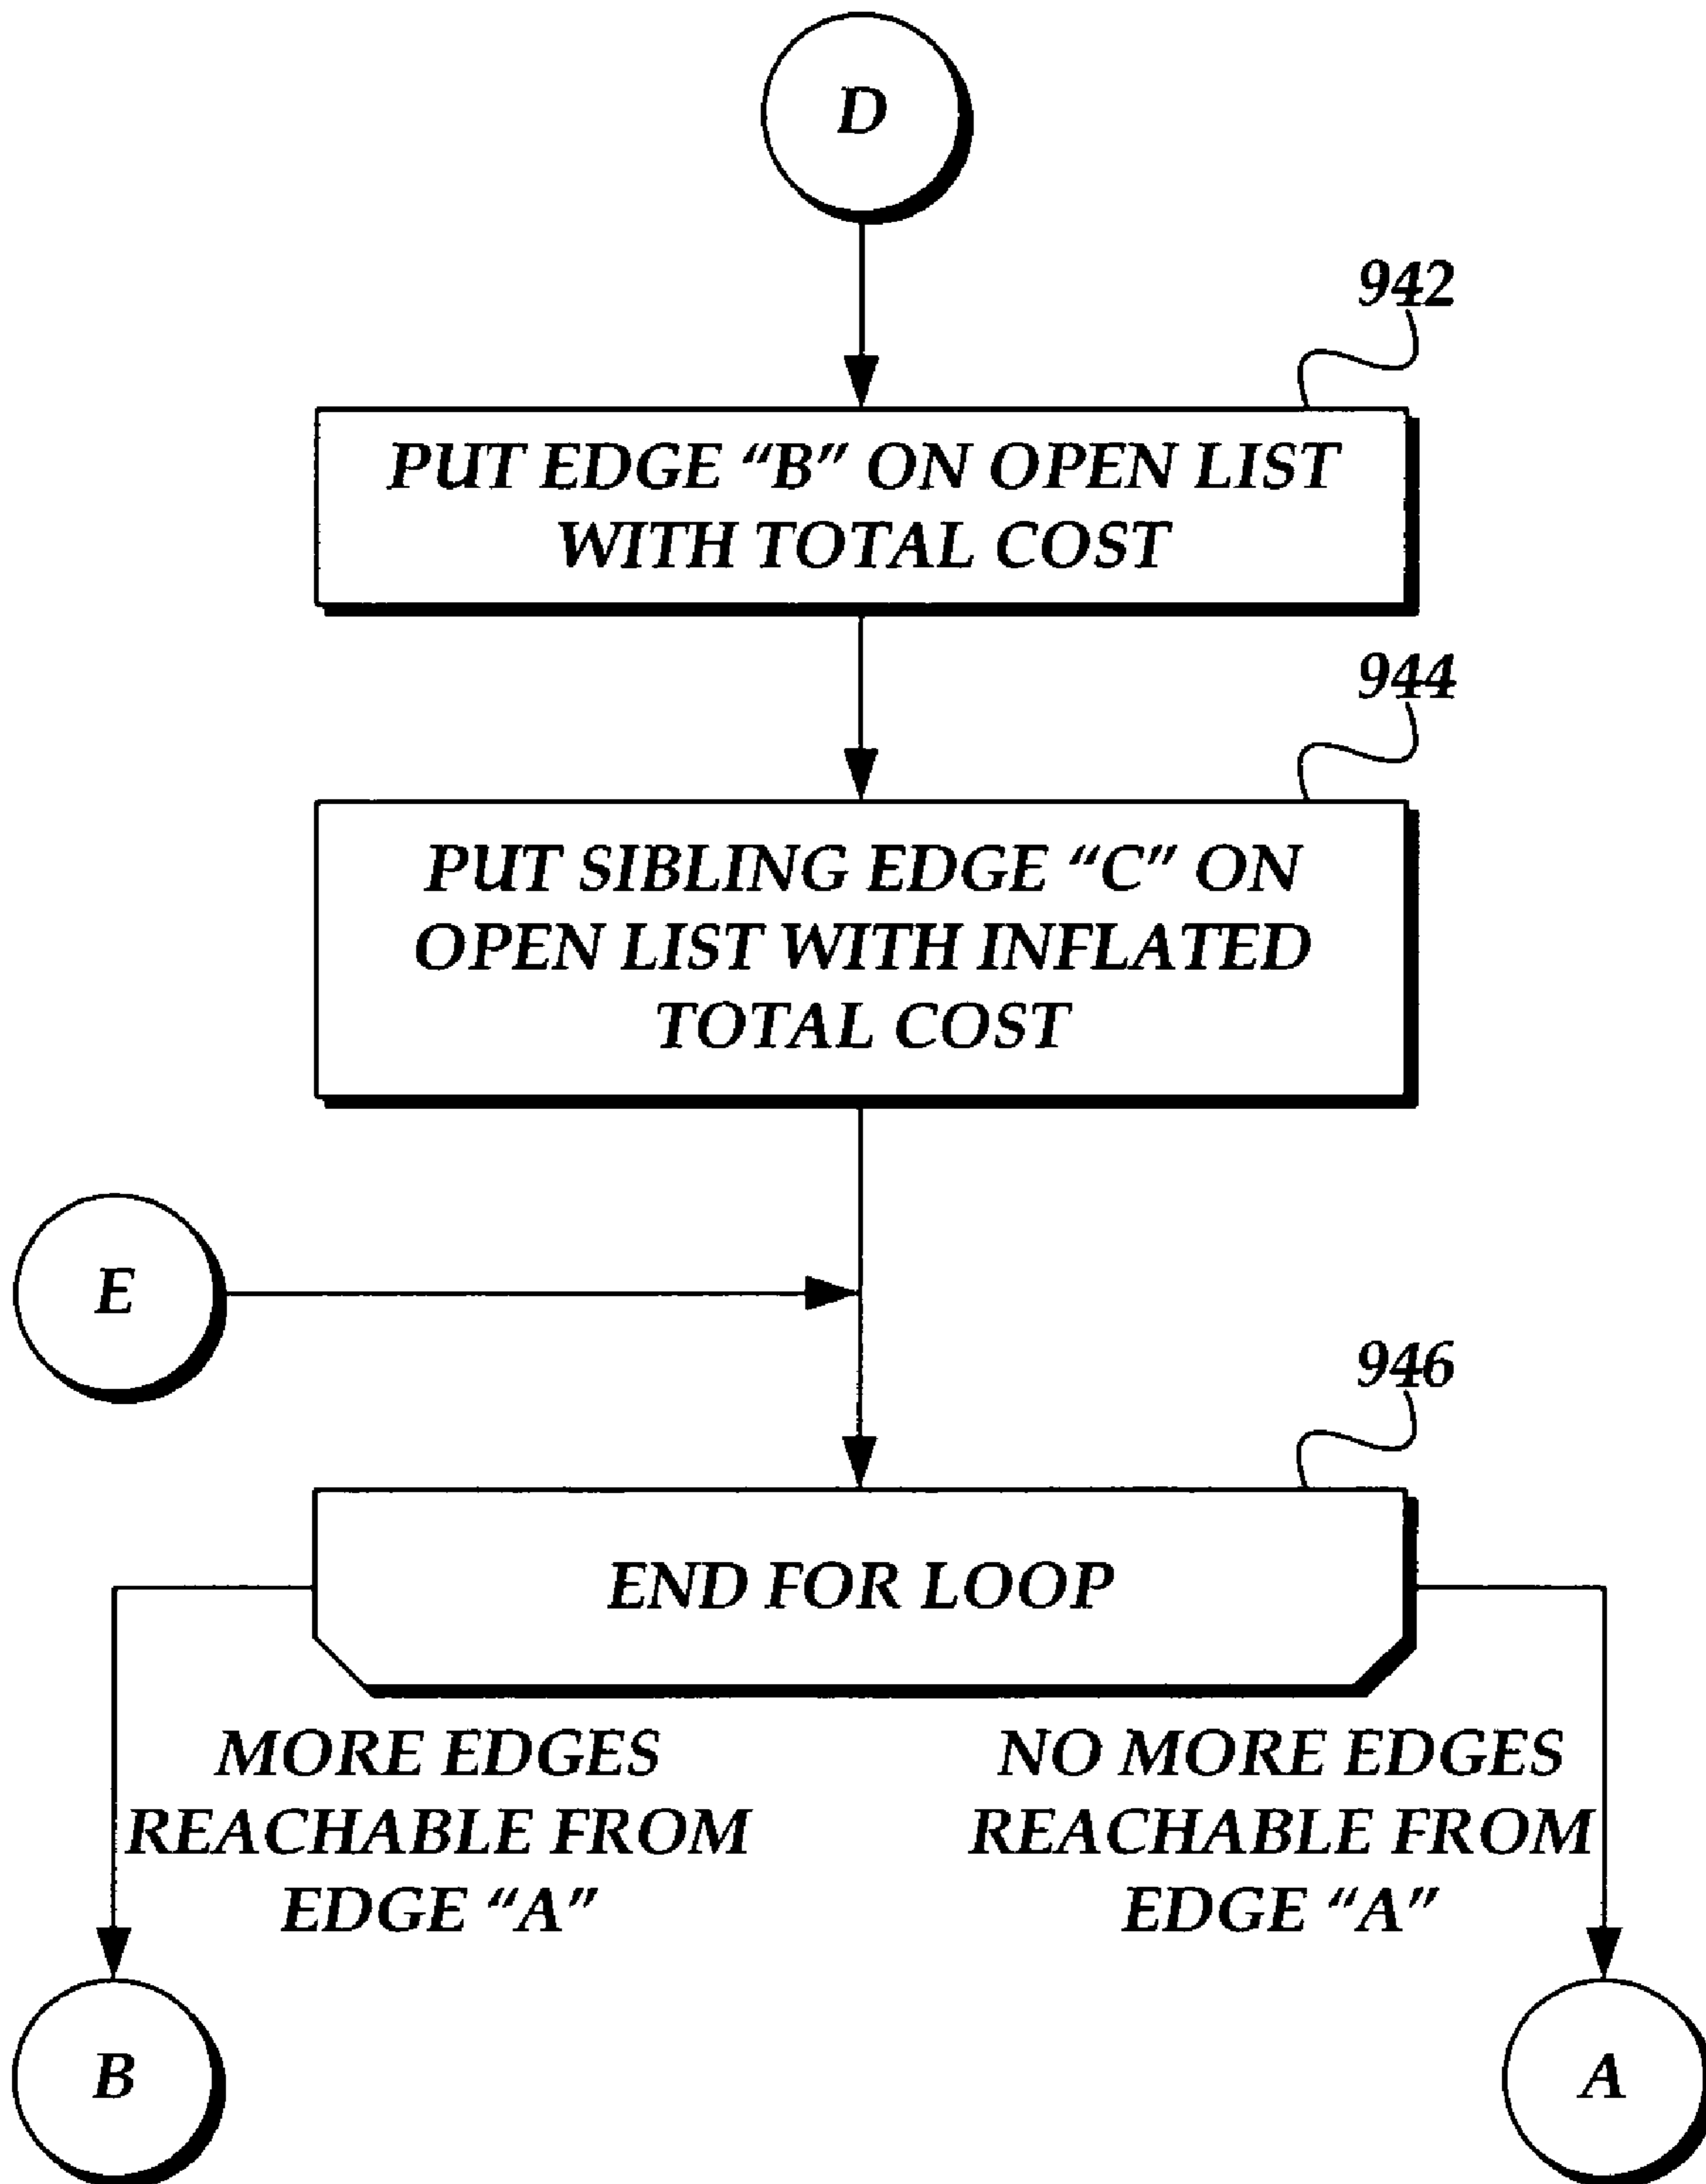 D
942
PUT EDGE “B” ON OPEN LIST
WITH TOTAL COST
944
PUT SIBLING EDGE “C” ON
OPEN LIST WITH INFLATED
TOTAL COST
E
946
END FOR LOOP
MORE EDGES
REACHABLE FROM
EDGE “A”
NO MORE EDGES
REACHABLE FROM
EDGE “A”
B
A